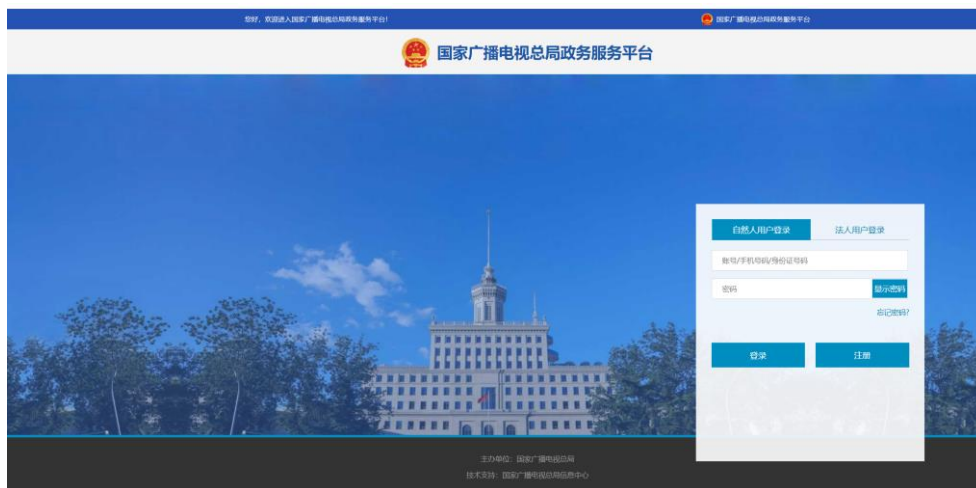 您好，欢迎进入国家广播电视总局政务服务平台！
国家广播电视总局政务服务平台
国家广播电视总局政务服务平台
自然人用户登录
法人用户登录
账号/手机号码/身份证号码
密码
显示密码
忘记密码?
登录
注册
主办单位：国家广播电视总局
技术支持：国家广播电视总局信息中心